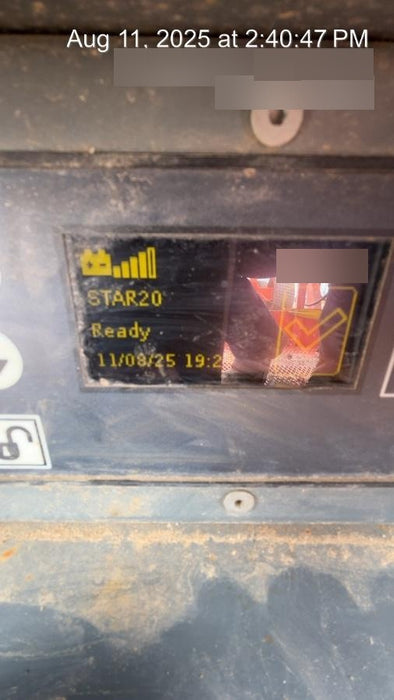 Aug 11, 2025 at 2:40:47 PM
STAR20
Ready
11/08/25 19:2